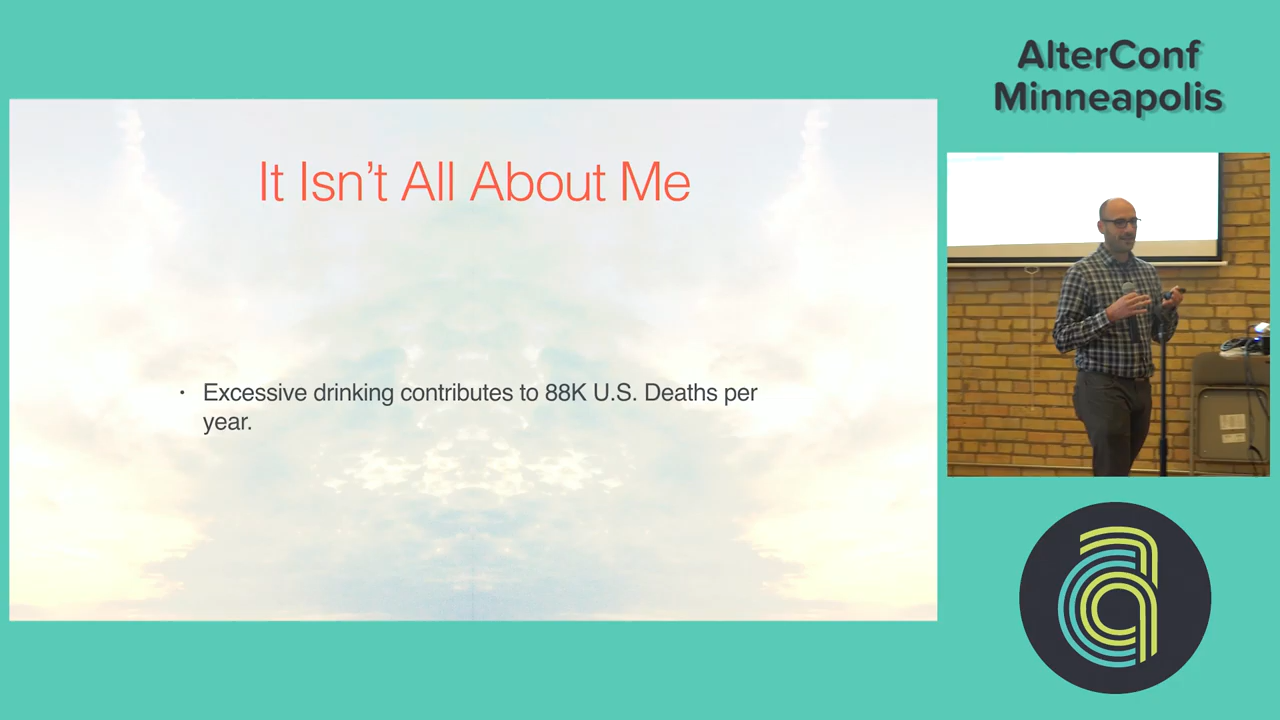 AlterConf
Minneapolis
It Isn't All About Me
• Excessive drinking contributes to 88K U.S. Deaths per
year.